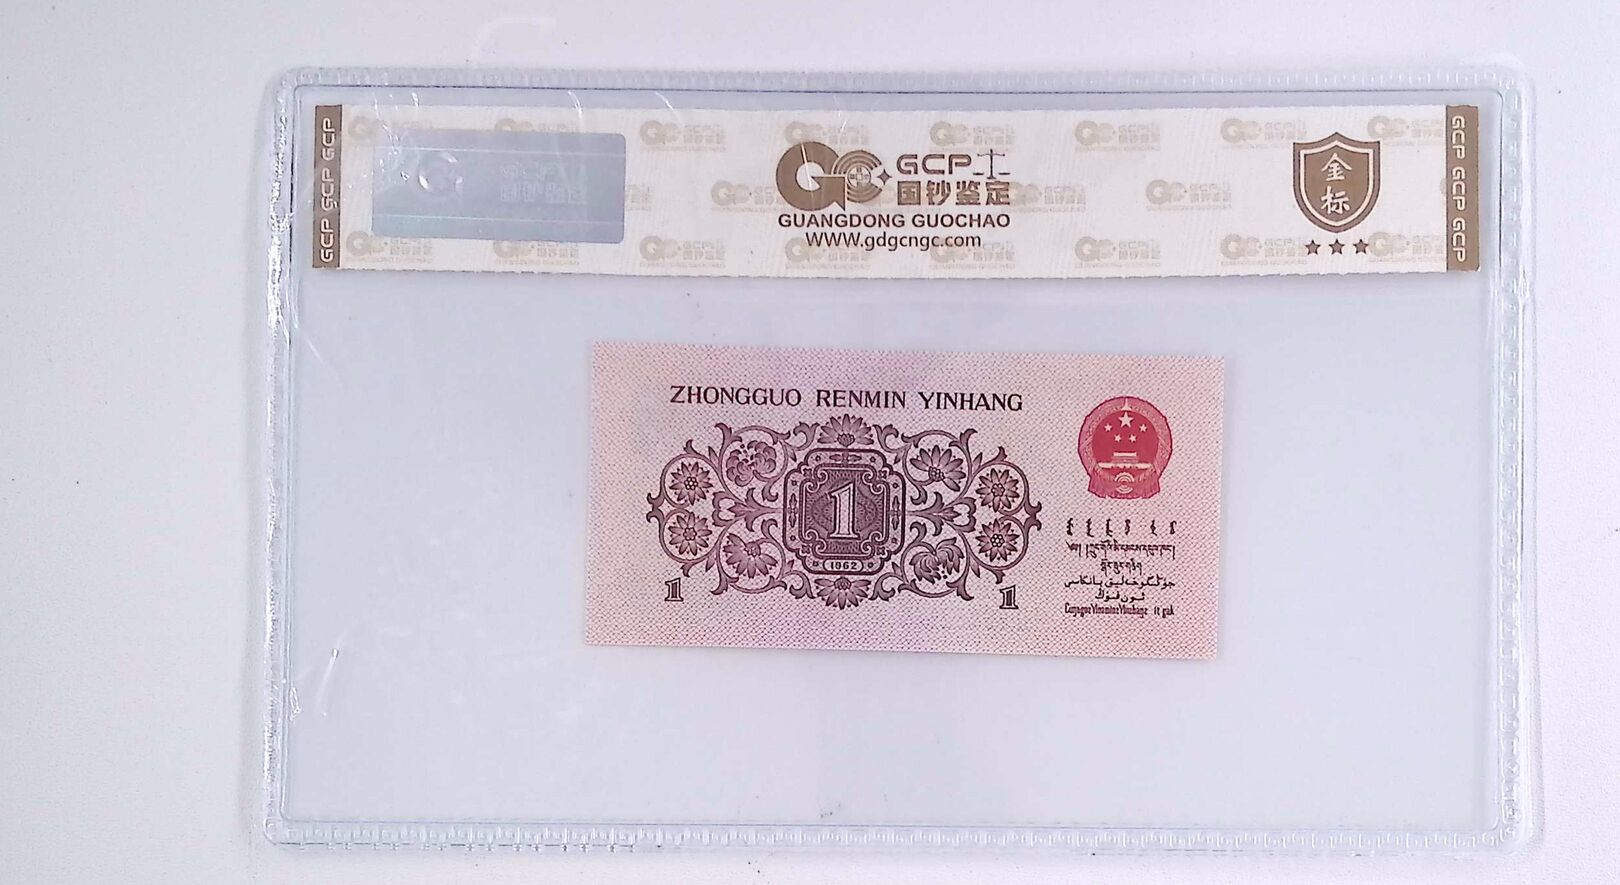 GCP GCP GCP
GCP
国钞鉴定
GUANGDONG GUOCHAO
WWW.gdgcngc.com
金标
GCP GCP GCP
ZHONGGUO RENMIN YINHANG
1
(1962)
1
1